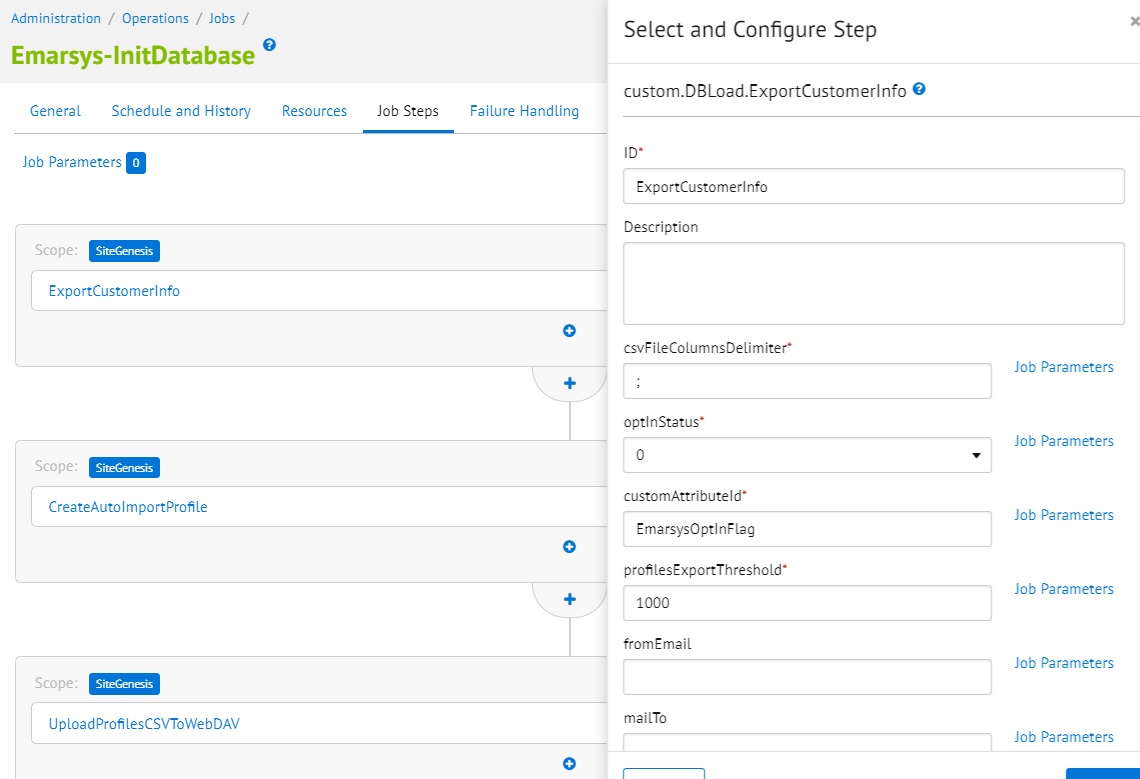 Administration / Operations / Jobs /
Emarsys-InitDatabase ?
General Schedule and History Resources Job Steps Failure Handling
Job Parameters 0
Scope: SiteGenesis
ExportCustomerInfo
Scope: SiteGenesis
CreateAutoImportProfile
Scope: SiteGenesis
UploadProfilesCSVToWebDAV
Select and Configure Step
custom.DBLoad.ExportCustomerInfo ?
ID*
ExportCustomerInfo
Description
csvFileColumnsDelimiter*
; Job Parameters
optInStatus*
0 Job Parameters
customAttributeId*
EmarsysOptInFlag Job Parameters
profilesExportThreshold*
1000 Job Parameters
fromEmail
Job Parameters
mailTo
Job Parameters